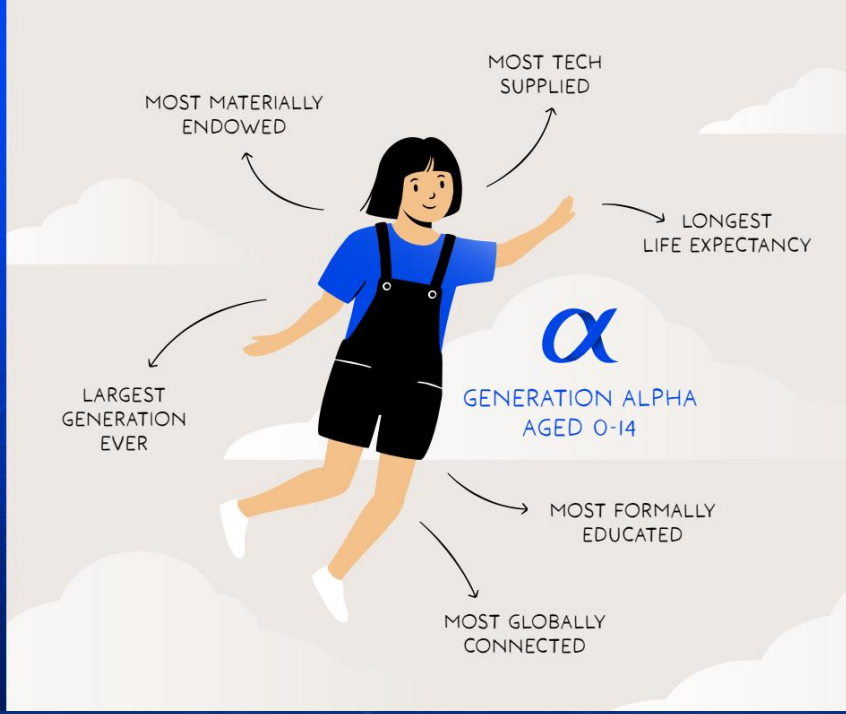 MOST TECH
SUPPLIED
MOST MATERIALLY
ENDOWED
LONGEST
LIFE EXPECTANCY
α
GENERATION ALPHA
AGED 0-14
LARGEST
GENERATION
EVER
MOST FORMALLY
EDUCATED
MOST GLOBALLY
CONNECTED